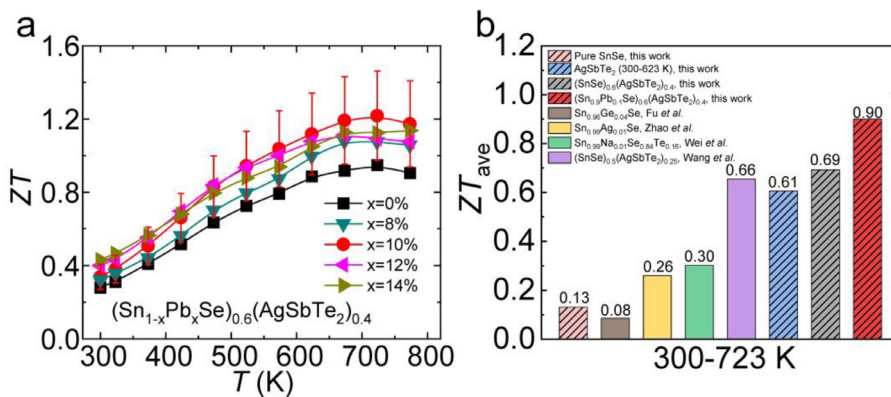 a
ZT
1.6
1.2
0.8
0.4
0.0
x=0%
x=8%
x=10%
x=12%
x=14%
(Sn1-xPbxSe)0.6(AgSbTe2)0.4
300 400 500 600 700 800
T (K)
b
ZTave
1.2
1.0
0.8
0.6
0.4
0.2
0.0
Pure SnSe, this work
AgSbTe2 (300-623 K), this work
(SnSe)0.6(AgSbTe2)0.4, this work
(Sn0.9Pb0.1Se)0.6(AgSbTe2)0.4, this work
Sn0.96Ge0.04Se, Fu et al.
Sn0.99Ag0.01Se, Zhao et al.
Sn0.99Na0.01Se0.84Te0.16, Wei et al.
(SnSe)0.5(AgSbTe2)0.25, Wang et al.
0.13
0.08
0.26
0.30
0.66
0.61
0.69
0.90
300-723 K